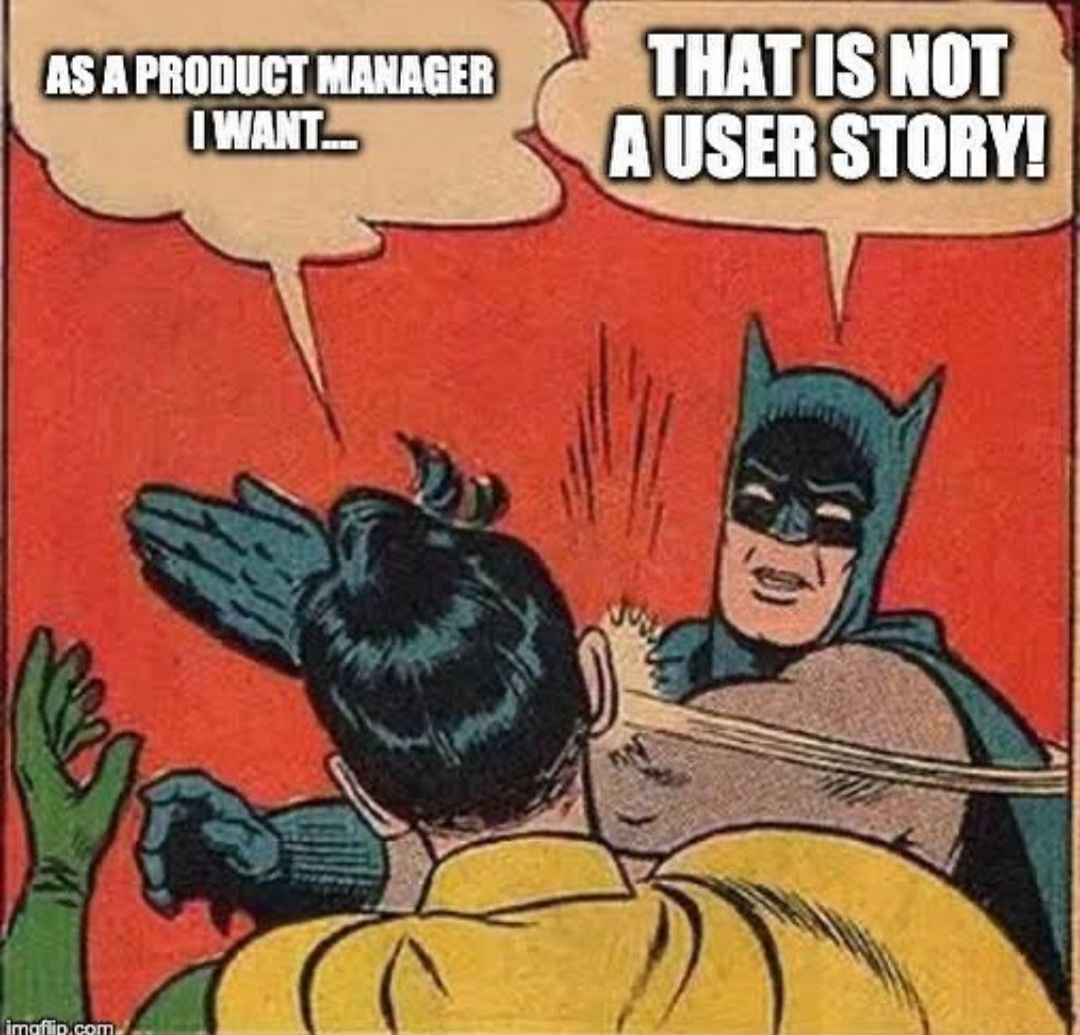 AS A PRODUCT MANAGER
I WANT....
THAT IS NOT
A USER STORY!
imgflip.com